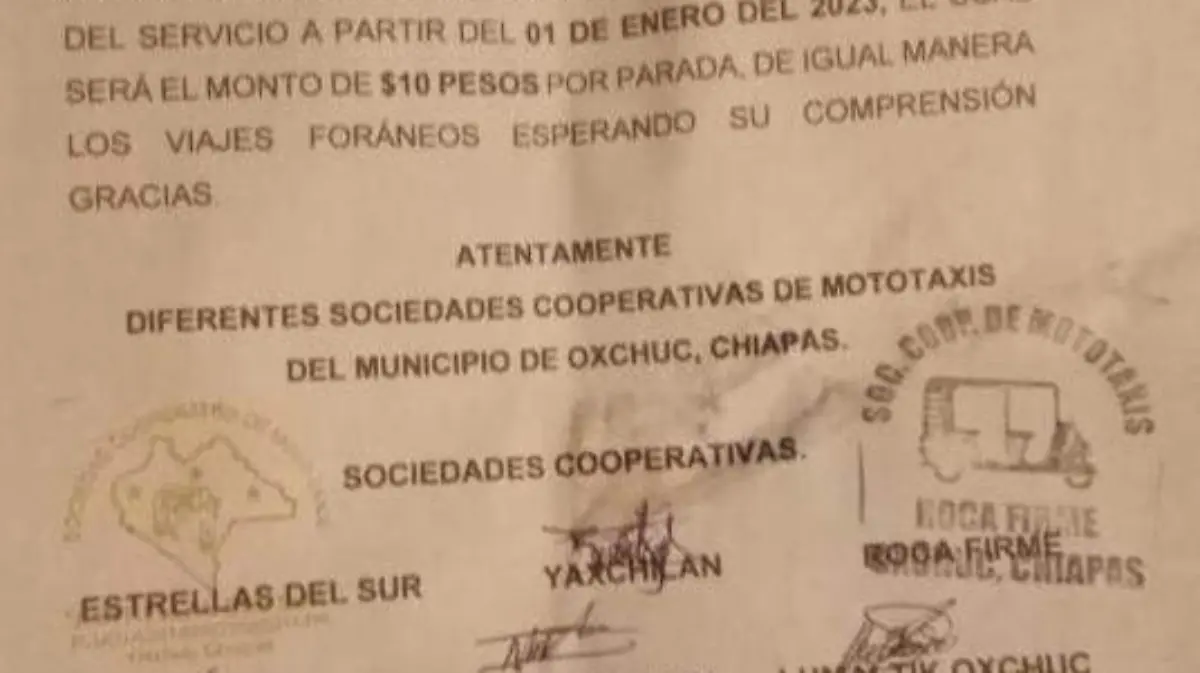 DEL SERVICIO A PARTIR DEL 01 DE ENERO DEL 2023, EL
SERÁ EL MONTO DE $10 PESOS POR PARADA, DE IGUAL MANERA
LOS VIAJES FORÁNEOS ESPERANDO SU COMPRENSIÓN
GRACIAS.
ATENTAMENTE
DIFERENTES SOCIEDADES COOPERATIVAS DE MOTOTAXIS
DEL MUNICIPIO DE OXCHUC, CHIAPAS.
SOC. COOP. DE MOTOTAXIS
SOCIEDADES COOPERATIVAS.
ROCA FIRME
YAXCHILAN
ROCA FIRME
OXCHUC, CHIAPAS
ESTRELLAS DEL SUR
OXCHUC